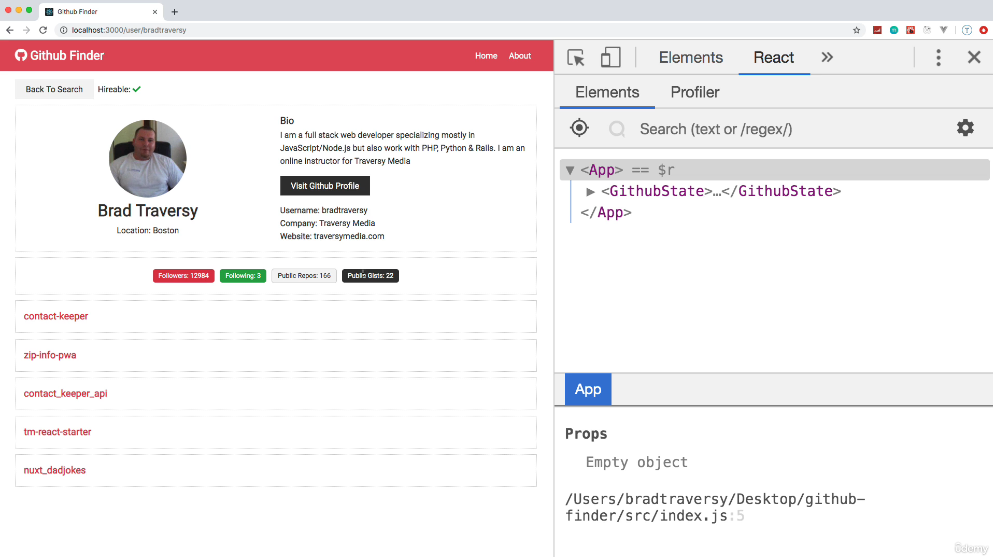 Github Finder
localhost:3000/user/bradtraversy
Github Finder
Home
About
Back To Search
Hireable:
Bio
I am a full stack web developer specializing mostly in
JavaScript/Node.js but also work with PHP, Python & Rails. I am an
online instructor for Traversy Media
Visit Github Profile
Brad Traversy
Location: Boston
Username: bradtraversy
Company: Traversy Media
Website: traversymedia.com
Followers: 12984
Following: 3
Public Repos: 166
Public Gists: 22
contact-keeper
zip-info-pwa
contact_keeper_api
tm-react-starter
nuxt_dadjokes
Elements
React
Elements
Profiler
Search (text or /regex/)
<App> == $r
<GithubState>…</GithubState>
</App>
App
Props
Empty object
/Users/bradtraversy/Desktop/github-
finder/src/index.js:5
Udemy